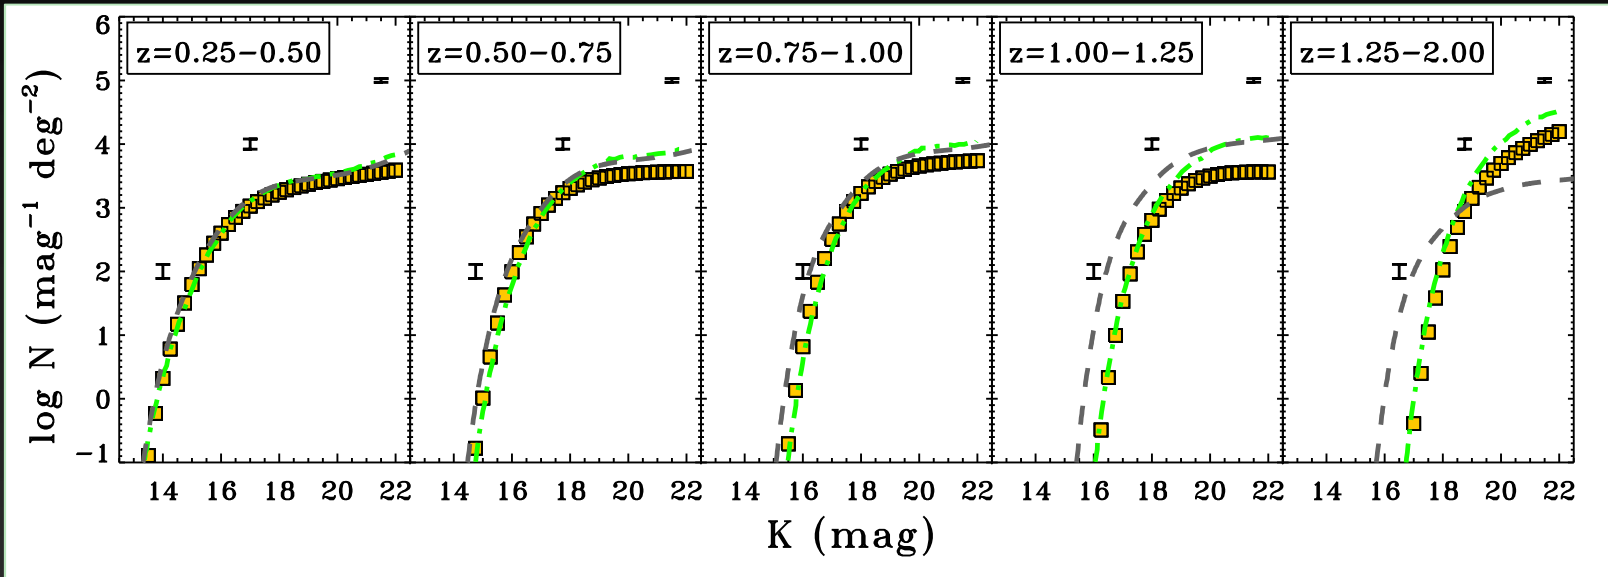 z=0.25−0.50
z=0.50−0.75
z=0.75−1.00
z=1.00−1.25
z=1.25−2.00
6
5
4
3
2
1
0
−1
log N (mag⁻¹ deg⁻²)
14 16 18 20 22 14 16 18 20 22 14 16 18 20 22 14 16 18 20 22 14 16 18 20 22
K (mag)